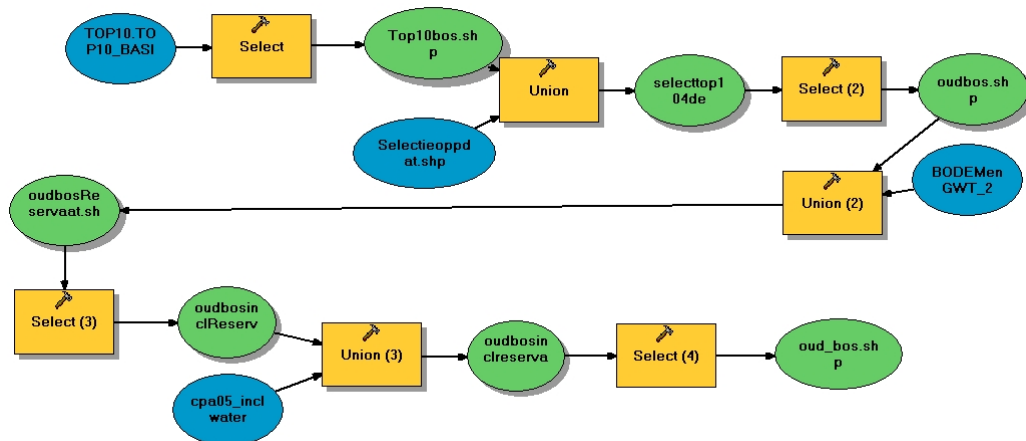 TOP10.TO
P10_BASI
Select
Top10bos.sh
p
Union
selecttop1
04de
Select (2)
oudbos.sh
p
Selectieoppd
at.shp
BODEMen
GWT_2
Union (2)
oudbosRe
servaat.sh
Select (3)
oudbosin
clReserv
Union (3)
oudbosin
clreserva
Select (4)
oud_bos.sh
p
cpa05_incl
water